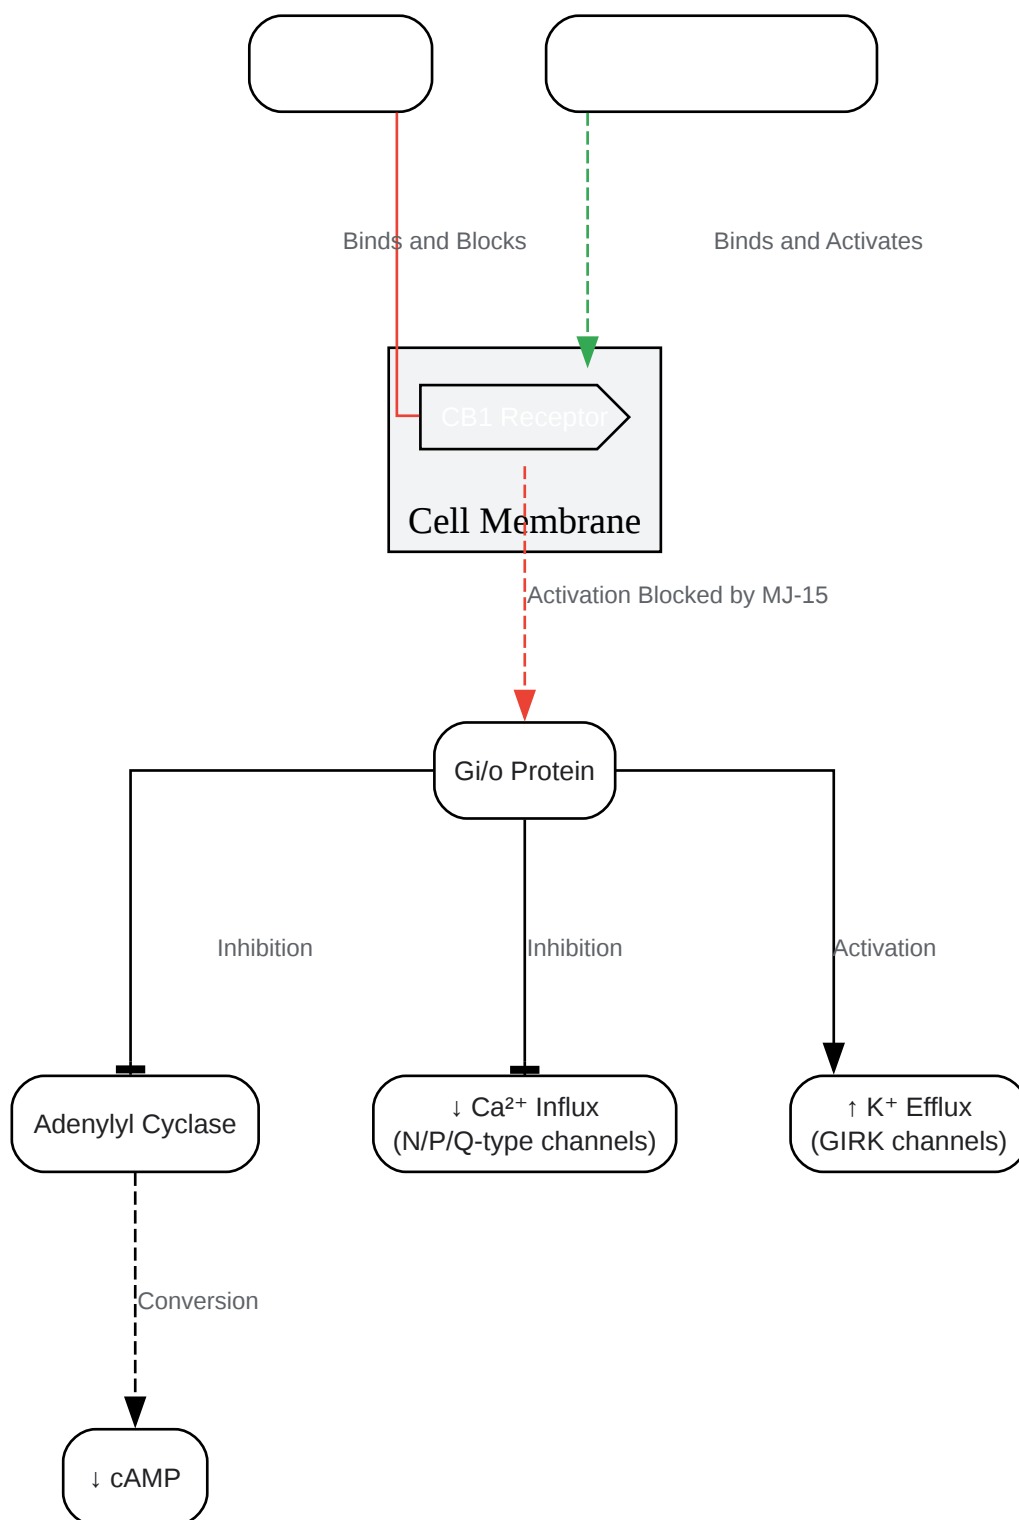 Binds and Blocks
Binds and Activates
CB1 Receptor
Cell Membrane
Activation Blocked by MJ-15
Gi/o Protein
Inhibition
Inhibition
Activation
Adenylyl Cyclase
↓ Ca²⁺ Influx
(N/P/Q-type channels)
↑ K⁺ Efflux
(GIRK channels)
Conversion
↓ cAMP